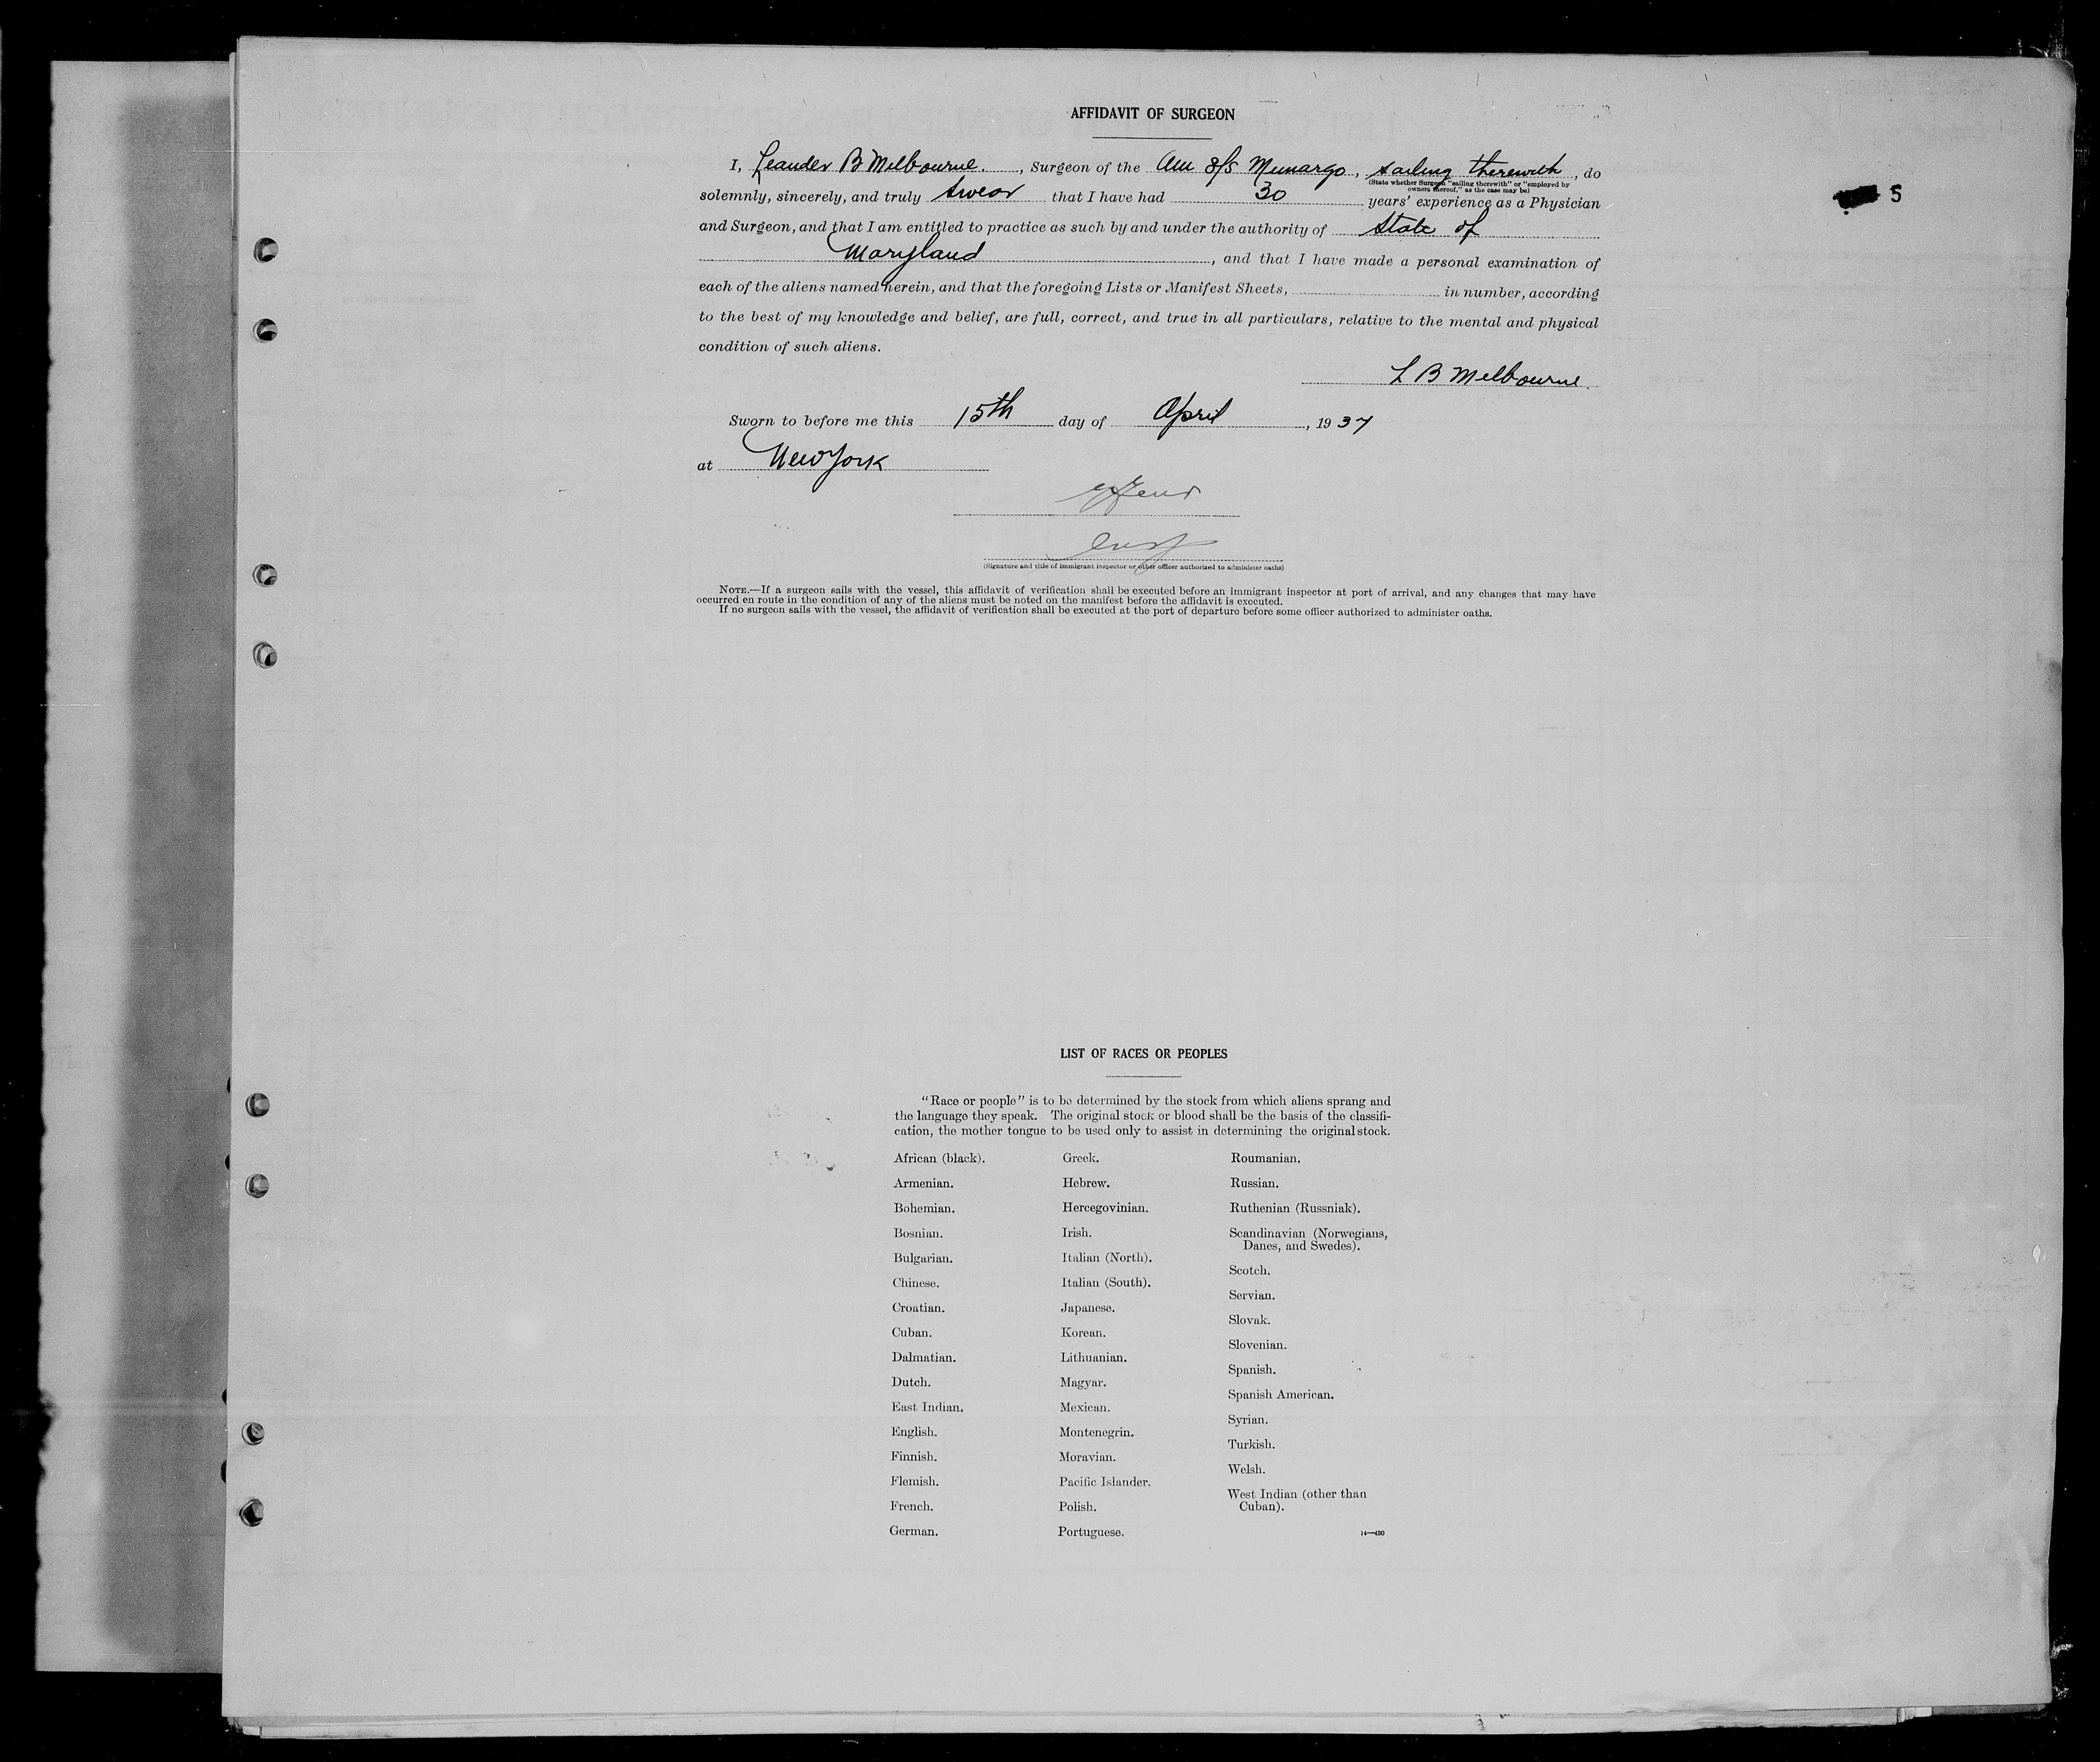 AFFIDAVIT OF SURGEON
I, Leander B Melbourne, Surgeon of the Am S/S Munargo, sailing therewith, do
(State whether Surgeon "sailing therewith" or "employed by owners thereof," as the case may be)
solemnly, sincerely, and truly swear that I have had 30 years' experience as a Physician
and Surgeon, and that I am entitled to practice as such by and under the authority of State of
Maryland, and that I have made a personal examination of
each of the aliens named herein, and that the foregoing Lists or Manifest Sheets, in number, according
to the best of my knowledge and belief, are full, correct, and true in all particulars, relative to the mental and physical
condition of such aliens.
L B Melbourne.
Sworn to before me this 15th day of April, 1937
at New York
(Signature and title of immigrant inspector or other officer authorized to administer oaths)
NOTE.—If a surgeon sails with the vessel, this affidavit of verification shall be executed before an immigrant inspector at port of arrival, and any changes that may have
occurred en route in the condition of any of the aliens must be noted on the manifest before the affidavit is executed.
If no surgeon sails with the vessel, the affidavit of verification shall be executed at the port of departure before some officer authorized to administer oaths.
5
LIST OF RACES OR PEOPLES
"Race or people" is to be determined by the stock from which aliens sprang and
the language they speak. The original stock or blood shall be the basis of the classifi-
cation, the mother tongue to be used only to assist in determining the original stock.
African (black).
Armenian.
Bohemian.
Bosnian.
Bulgarian.
Chinese.
Croatian.
Cuban.
Dalmatian.
Dutch.
East Indian.
English.
Finnish.
Flemish.
French.
German.
Greek.
Hebrew.
Hercegovinian.
Irish.
Italian (North).
Italian (South).
Japanese.
Korean.
Lithuanian.
Magyar.
Mexican.
Montenegrin.
Moravian.
Pacific Islander.
Polish.
Portuguese.
Roumanian.
Russian.
Ruthenian (Russniak).
Scandinavian (Norwegians,
Danes, and Swedes).
Scotch.
Servian.
Slovak.
Slovenian.
Spanish.
Spanish American.
Syrian.
Turkish.
Welsh.
West Indian (other than
Cuban).
14—430